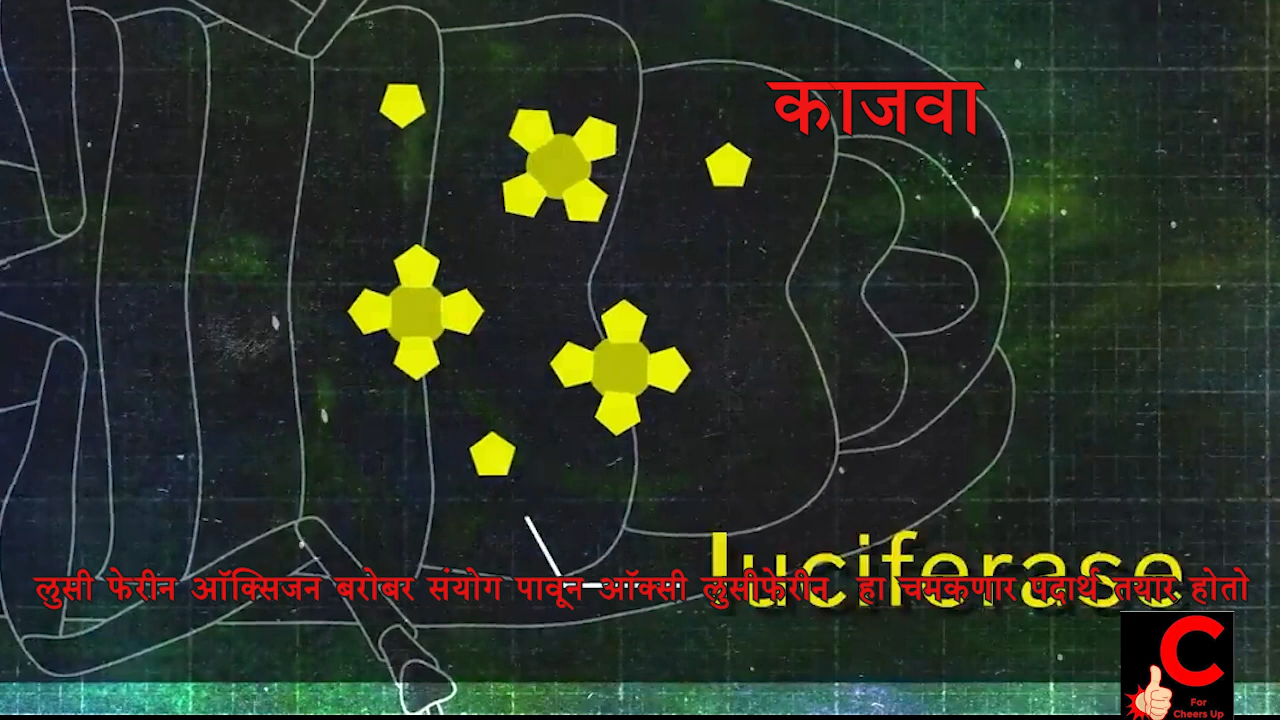 काजवा
luciferase
लुसी फेरीन ऑक्सिजन बरोबर संयोग पावून ऑक्सी लुसीफेरीन हा चमकणार पदार्थ तयार होतो
C
For
Cheers Up